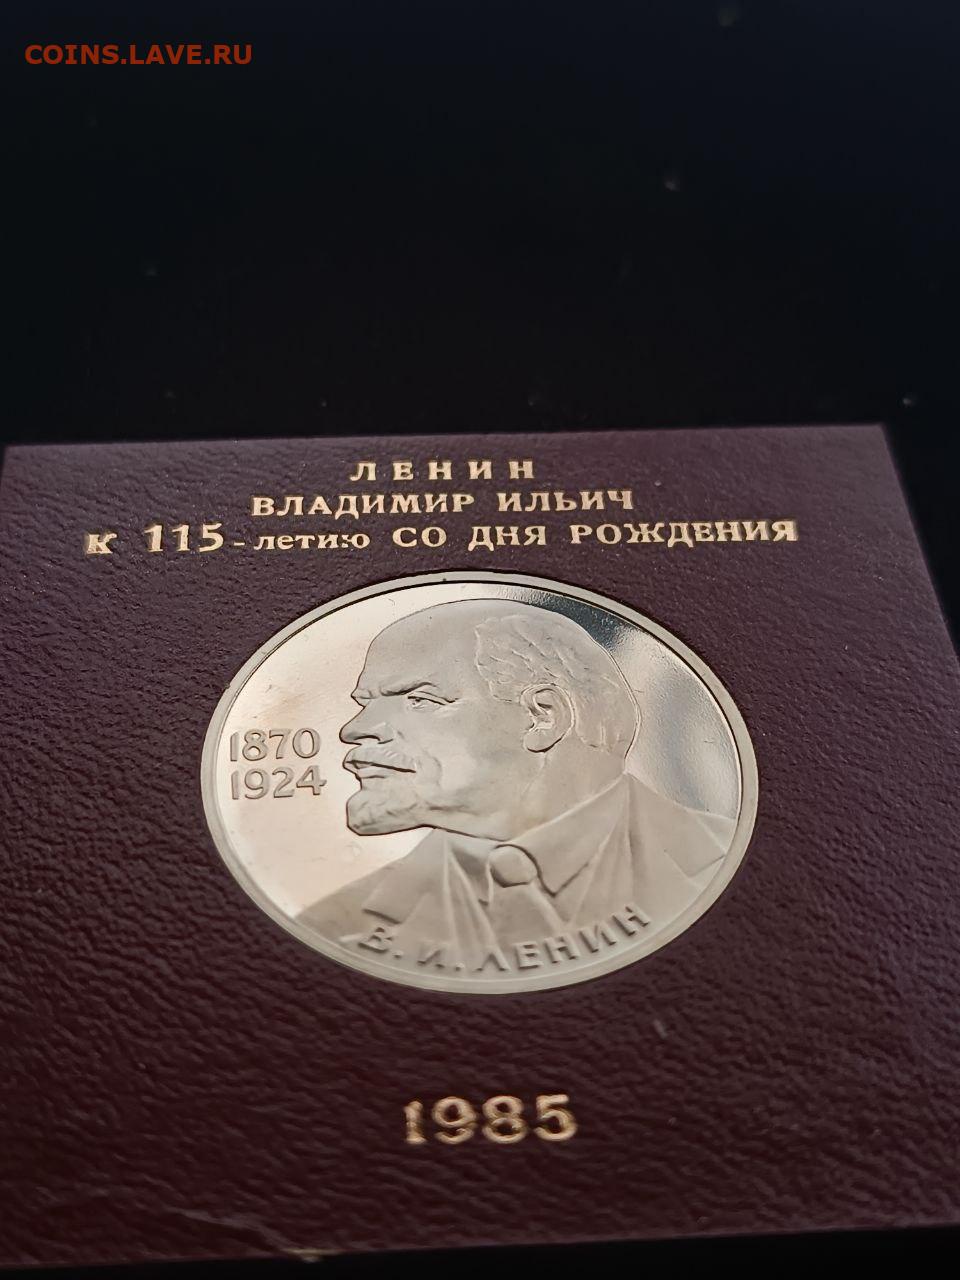 COINS.LAVE.RU
ЛЕНИН
ВЛАДИМИР ИЛЬИЧ
к 115-летию СО ДНЯ РОЖДЕНИЯ
1870
1924
В. И. ЛЕНИН
1985